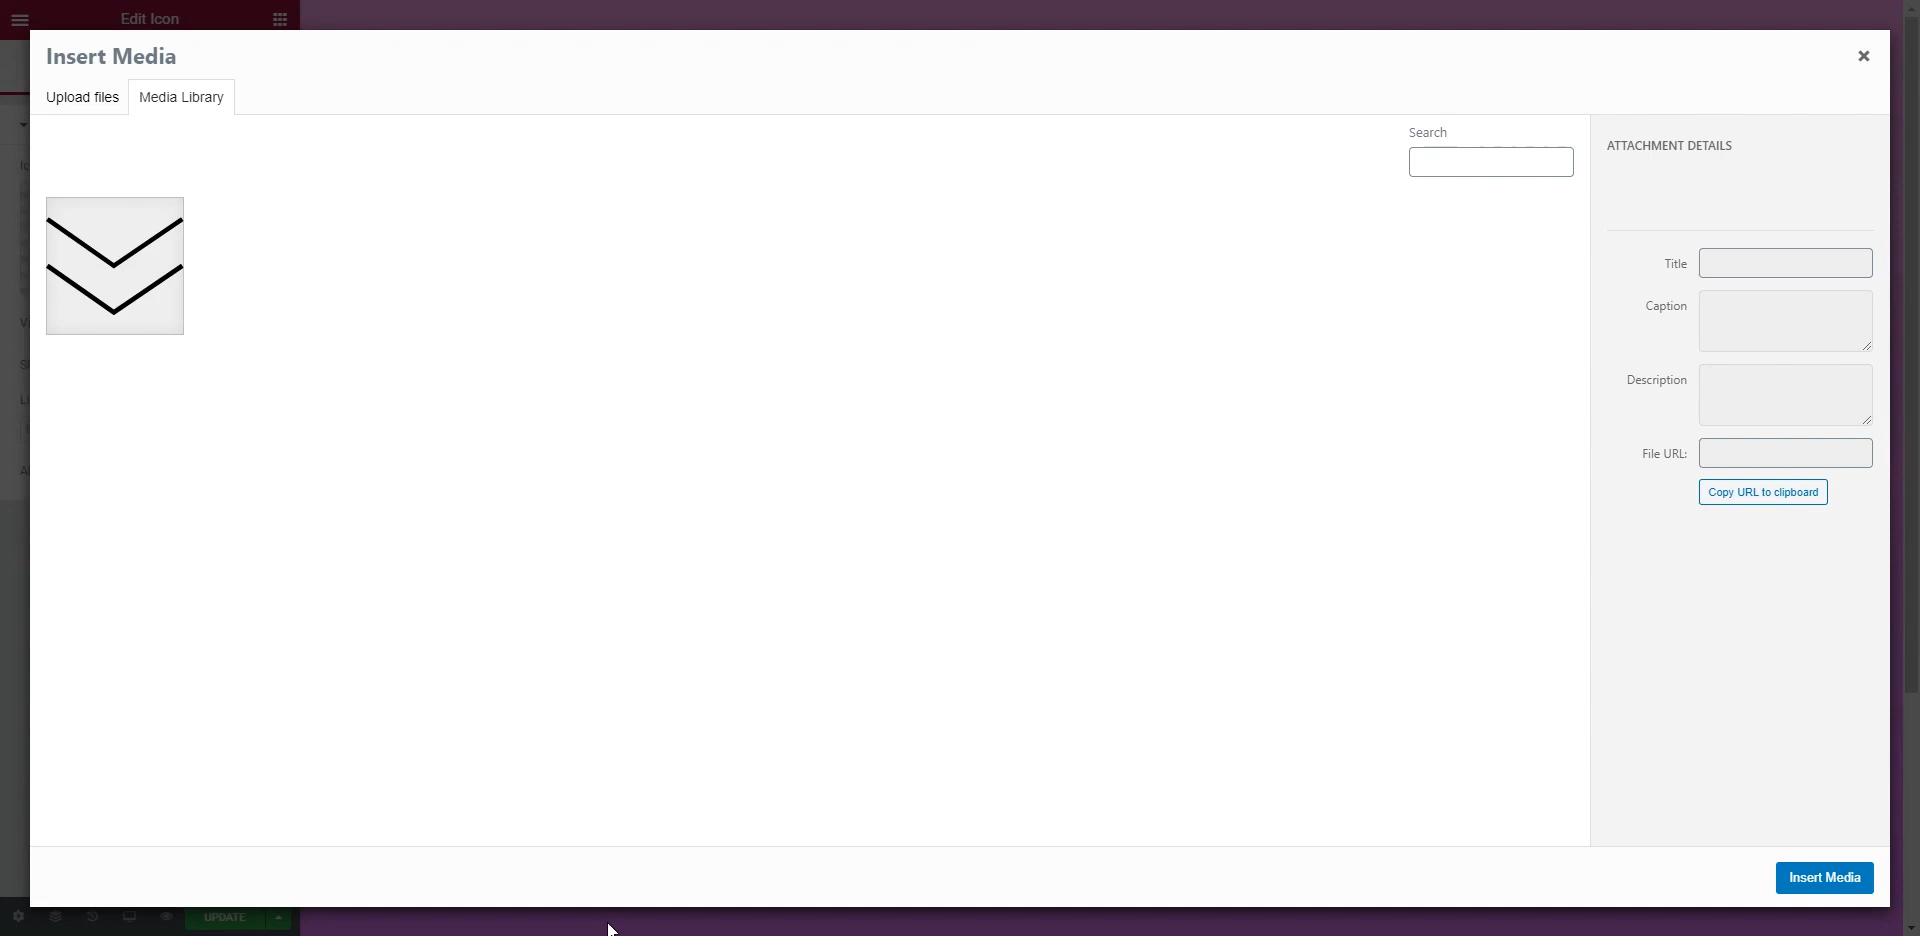 Edit Icon
Insert Media
Upload files
Media Library
Search
ATTACHMENT DETAILS
Title
Caption
Description
File URL:
Copy URL to clipboard
Insert Media
UPDATE